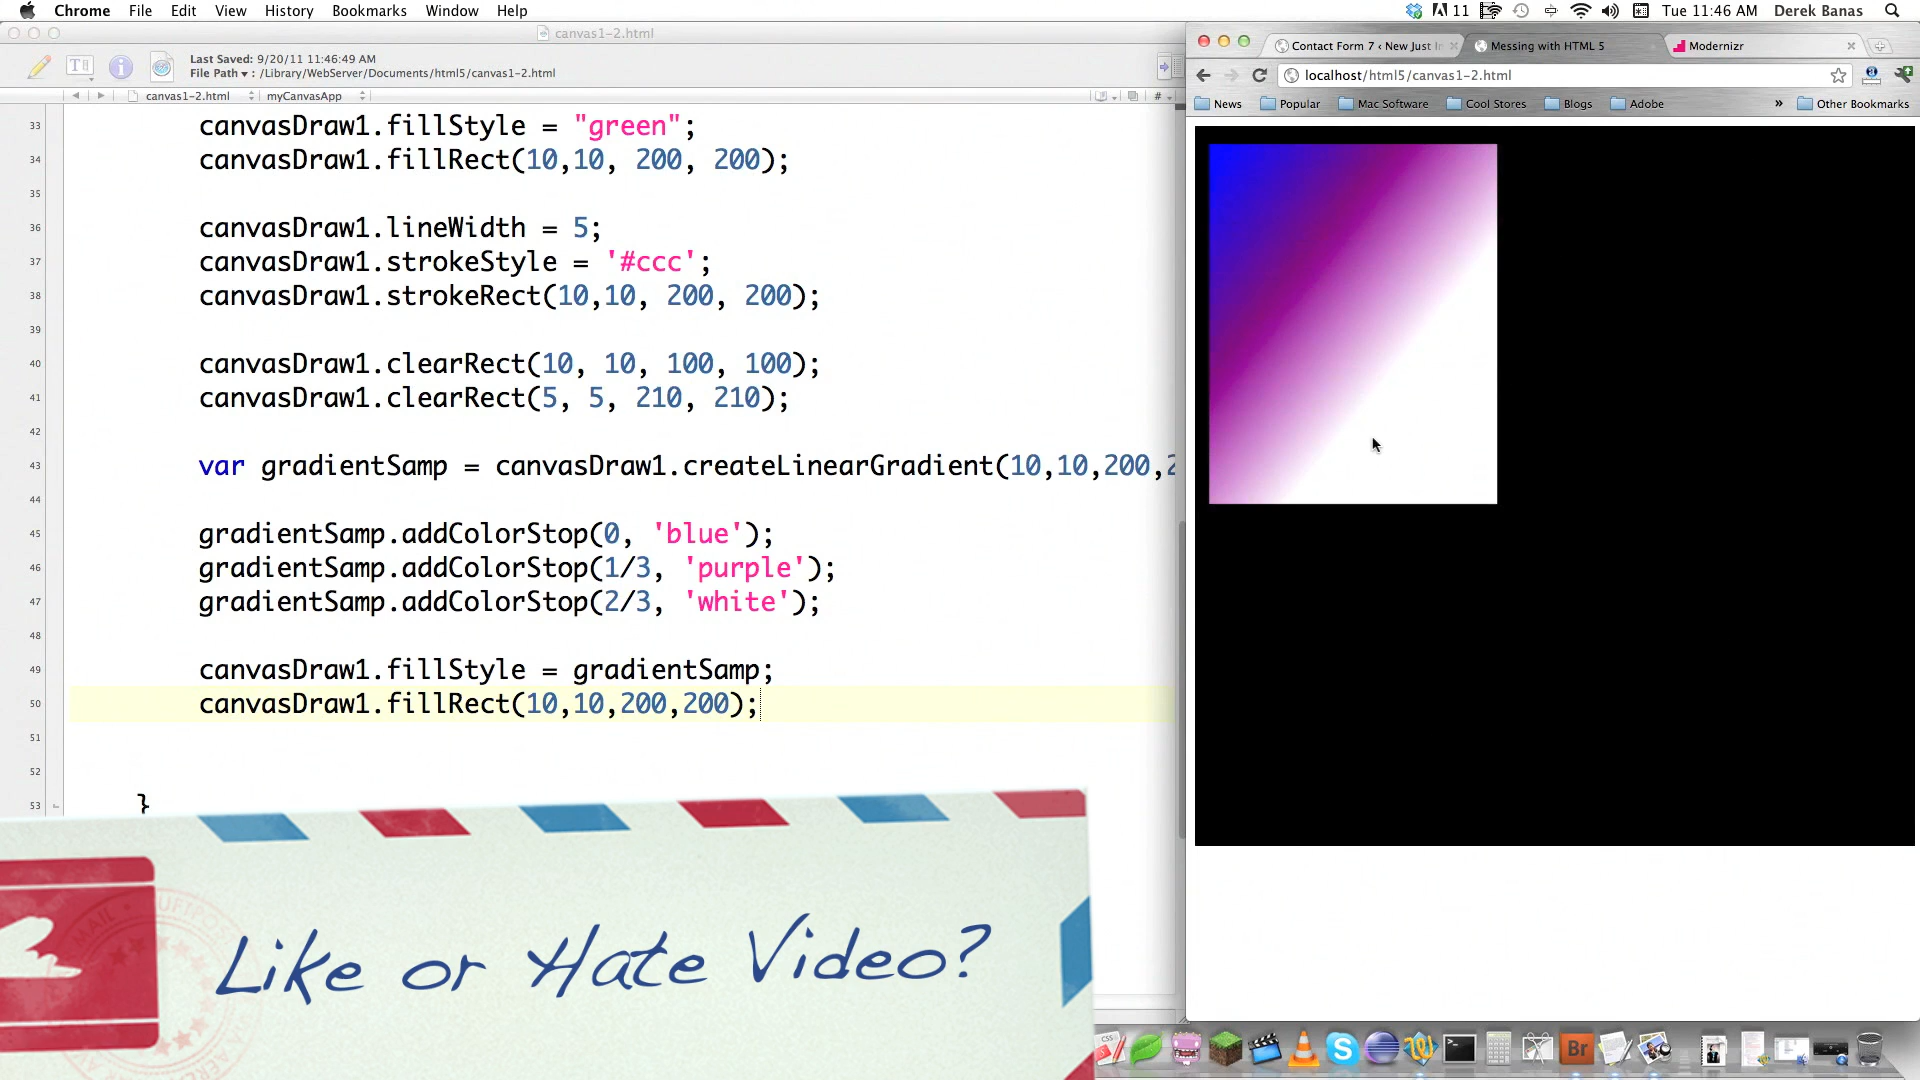 Chrome File Edit View History Bookmarks Window Help
11 Tue 11:46 AM Derek Banas
canvas1-2.html
Last Saved: 9/20/11 11:46:49 AM
File Path ▾ : /Library/WebServer/Documents/html5/canvas1-2.html
canvas1-2.html myCanvasApp #
33 canvasDraw1.fillStyle = "green";
34 canvasDraw1.fillRect(10,10, 200, 200);
35
36 canvasDraw1.lineWidth = 5;
37 canvasDraw1.strokeStyle = '#ccc';
38 canvasDraw1.strokeRect(10,10, 200, 200);
39
40 canvasDraw1.clearRect(10, 10, 100, 100);
41 canvasDraw1.clearRect(5, 5, 210, 210);
42
43 var gradientSamp = canvasDraw1.createLinearGradient(10,10,200,2
44
45 gradientSamp.addColorStop(0, 'blue');
46 gradientSamp.addColorStop(1/3, 'purple');
47 gradientSamp.addColorStop(2/3, 'white');
48
49 canvasDraw1.fillStyle = gradientSamp;
50 canvasDraw1.fillRect(10,10,200,200);
51
52
53 }
Contact Form 7 ‹ New Just In Messing with HTML 5 Modernizr
localhost/html5/canvas1-2.html
News Popular Mac Software Cool Stores Blogs Adobe » Other Bookmarks
MAIL
Like or Hate Video?
CSS
Br